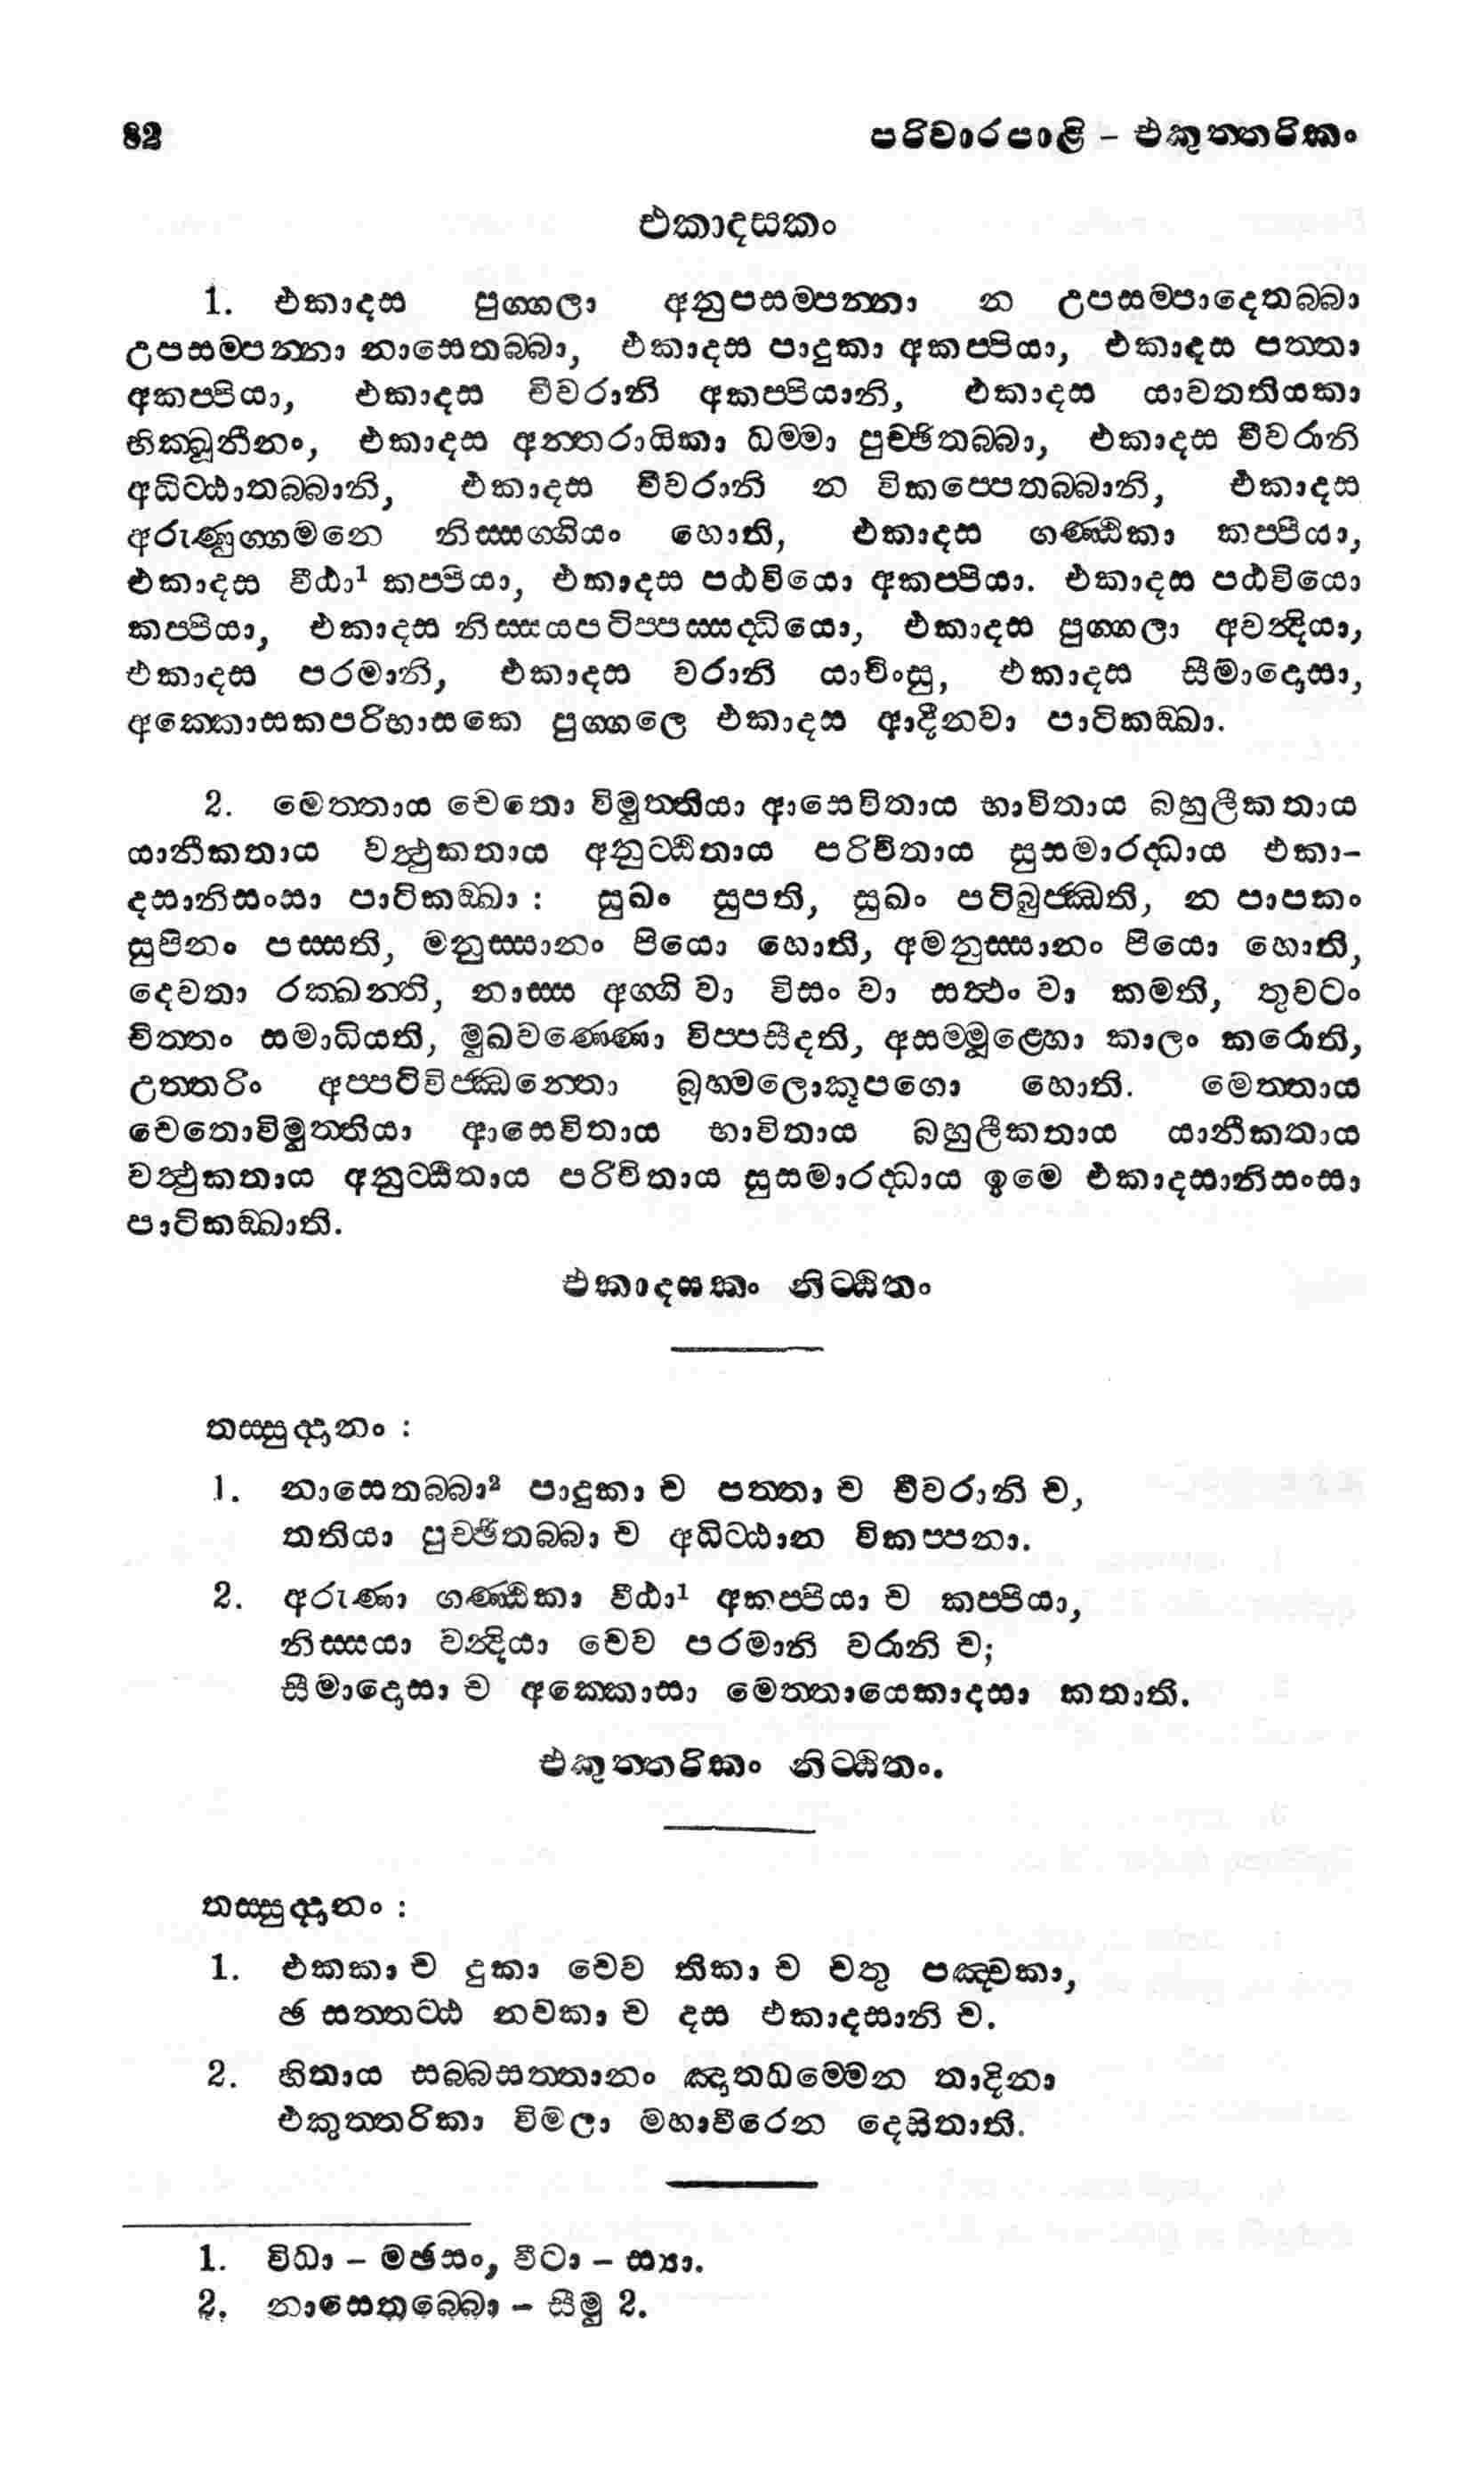 82 පරිවාරපාළි – එකුත්තරිකං
එකාදසකං
1. එකාදස පුග්ගලා අනුපසම්පන්නා න උපසම්පාදෙතබ්බා
උපසම්පන්නා නාසෙතබ්බා, එකාදස පාදුකා අකප්පියා, එකාදස පත්තා
අකප්පියා, එකාදස චීවරානි අකප්පියානි, එකාදස යාවතතියකා
භික්ඛූනීනං, එකාදස අන්තරායිකා ධම්මා පුච්ඡිතබ්බා, එකාදස චීවරානි
අධිට්ඨාතබ්බානි, එකාදස චීවරානි න විකප්පෙතබ්බානි, එකාදස
අරුණුග්ගමනෙ නිස්සග්ගියං හොති, එකාදස ගණ්ඨිකා කප්පියා,
එකාදස වීඨා¹ කප්පියා, එකාදස පඨවියො අකප්පියා. එකාදස පඨවියො
කප්පියා, එකාදස නිස්සයපටිප්පස්සද්ධියො, එකාදස පුග්ගලා අවන්දියා,
එකාදස පරමානි, එකාදස වරානි යාචිංසු, එකාදස සීමාදොසා,
අක්කොසකපරිභාසකෙ පුග්ගලෙ එකාදස ආදීනවා පාටිකඞ්ඛා.
2. මෙත්තාය චෙතො විමුත්තියා ආසෙවිතාය භාවිතාය බහුලීකතාය
යානීකතාය වත්ථුකතාය අනුට්ඨිතාය පරිචිතාය සුසමාරද්ධාය එකා–
දසානිසංසා පාටිකඞ්ඛා : සුඛං සුපති, සුඛං පටිබුජ්ඣති, න පාපකං
සුපිනං පස්සති, මනුස්සානං පියො හොති, අමනුස්සානං පියො හොති,
දෙවතා රක්ඛන්ති, නාස්ස අග්ගි වා විසං වා සත්ථං වා කමති, තුවටං
චිත්තං සමාධියති, මුඛවණ්ණො විප්පසීදති, අසම්මූළ්හො කාලං කරොති,
උත්තරිං අප්පටිවිජ්ඣන්තො බ්‍රහ්මලොකූපගො හොති. මෙත්තාය
චෙතොවිමුත්තියා ආසෙවිතාය භාවිතාය බහුලීකතාය යානීකතාය
වත්ථුකතාය අනුට්ඨිතාය පරිචිතාය සුසමාරද්ධාය ඉමෙ එකාදසානිසංසා
පාටිකඞ්ඛාති.
එකාදසකං නිට්ඨිතං
තස්සුද්දානං :
1. නාසෙතබ්බා² පාදුකා ච පත්තා ච චීවරානි ච,
තතියා පුච්ඡිතබ්බා ච අධිට්ඨාන විකප්පනා.
2. අරුණා ගණ්ඨිකා වීඨා¹ අකප්පියා ච කප්පියා,
නිස්සයා වන්දියා චෙව පරමානි වරානි ච;
සීමාදොසා ච අක්කොසා මෙත්තායෙකාදසා කතාති.
එකුත්තරිකං නිට්ඨිතං.
තස්සුද්දානං :
1. එකකා ච දුකා චෙව තිකා ච චතු පඤ්චකා,
ඡ සත්තට්ඨ නවකා ච දස එකාදසානි ච.
2. හිතාය සබ්බසත්තානං ඤාතධම්මෙන තාදිනා
එකුත්තරිකා විමලා මහාවීරෙන දෙසිතාති.
1. විධා – මඡසං, වීටා – ස්‍යා.
2. නාසෙතබ්බො – සීමු 2.